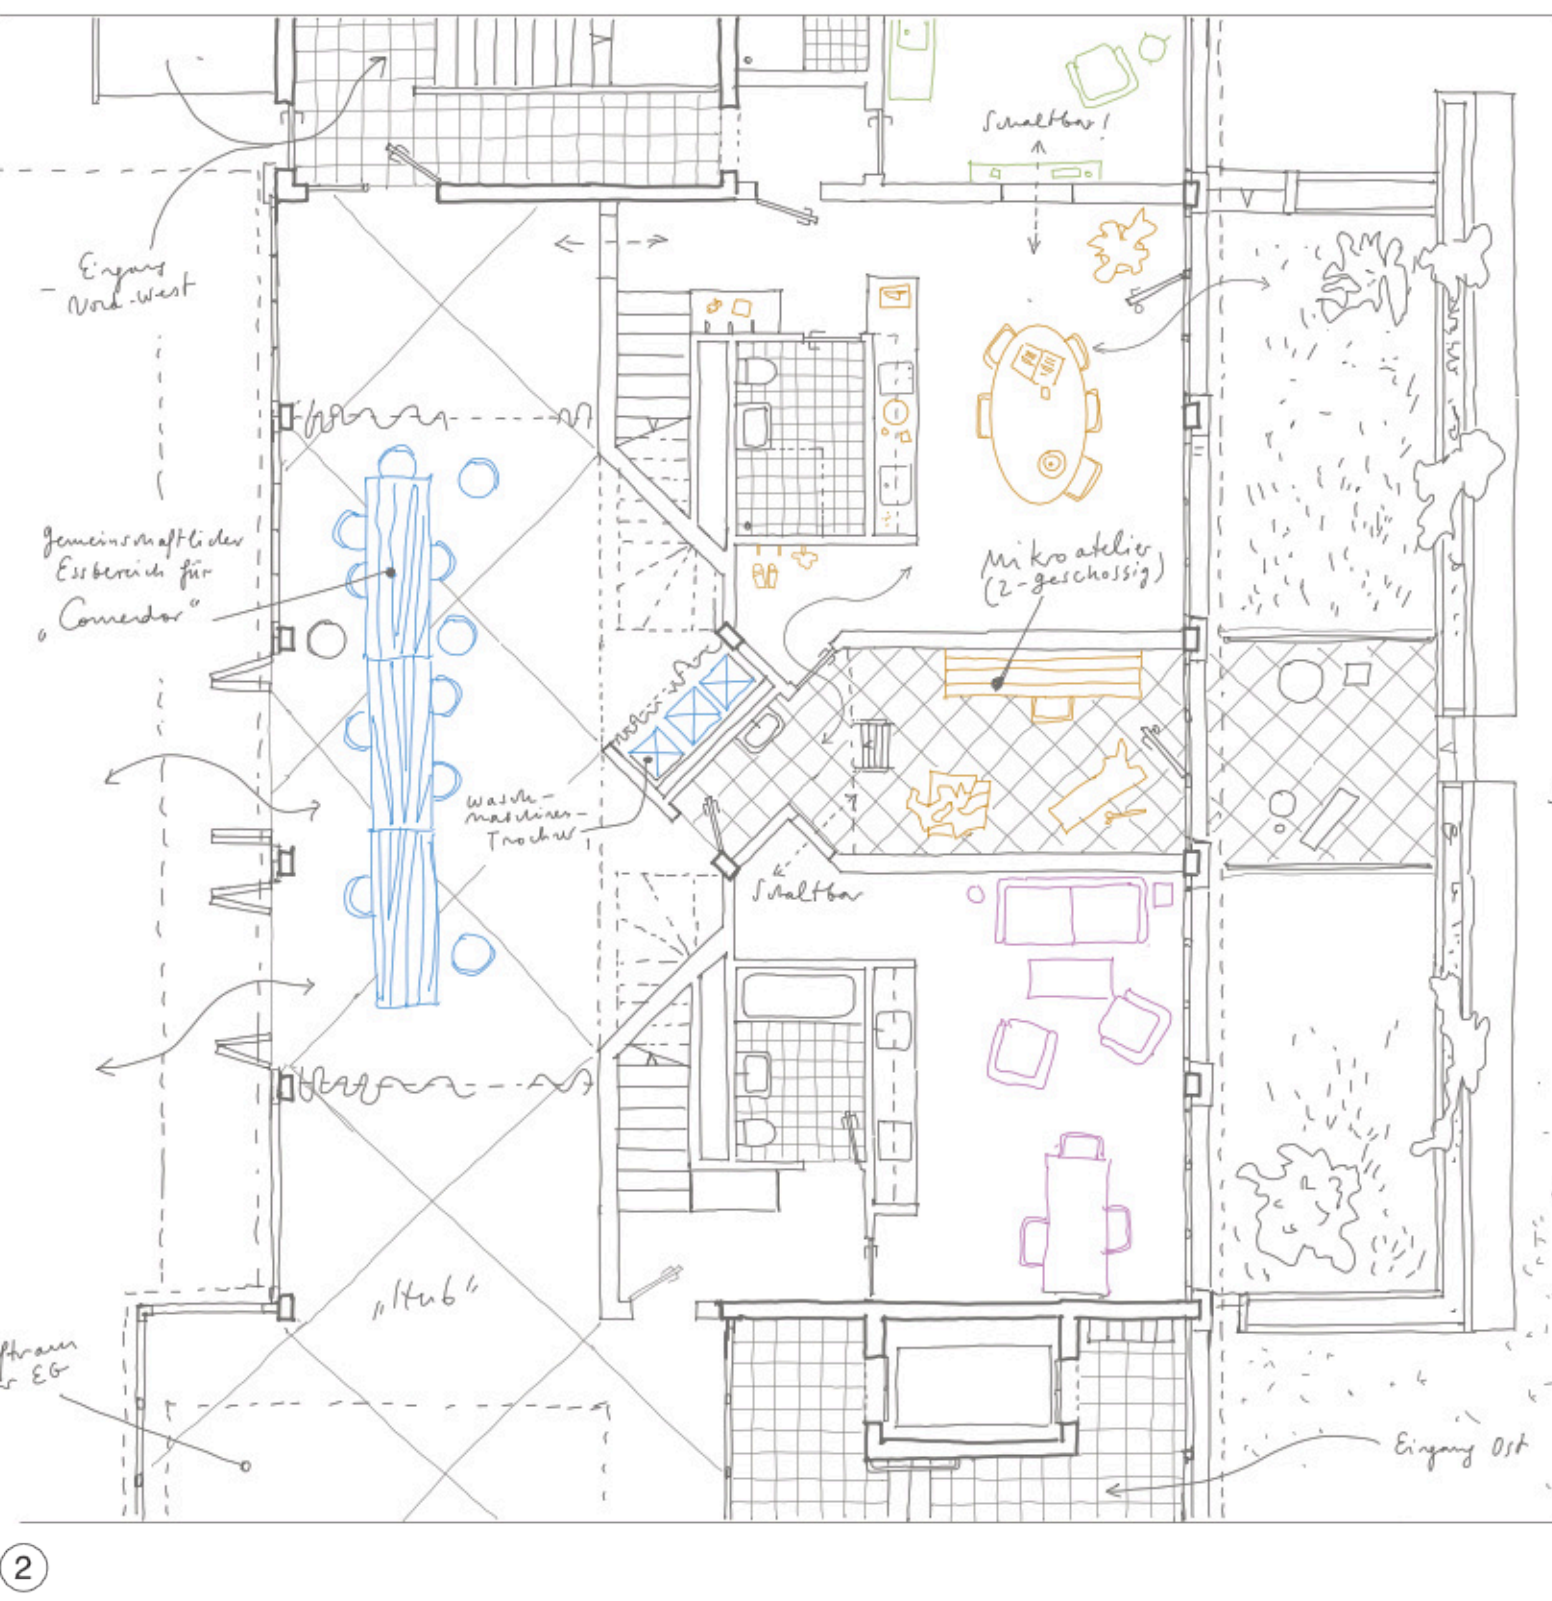 Schaltbar!
Eingang
Nord-West
gemeinschaftlicher
Essbereich für
„Comedor“
Mikroatelier
(2-geschossig)
Wasch-
maschinen-
Trockner
Schaltbar
„Hub“
EG
Eingang Ost
2